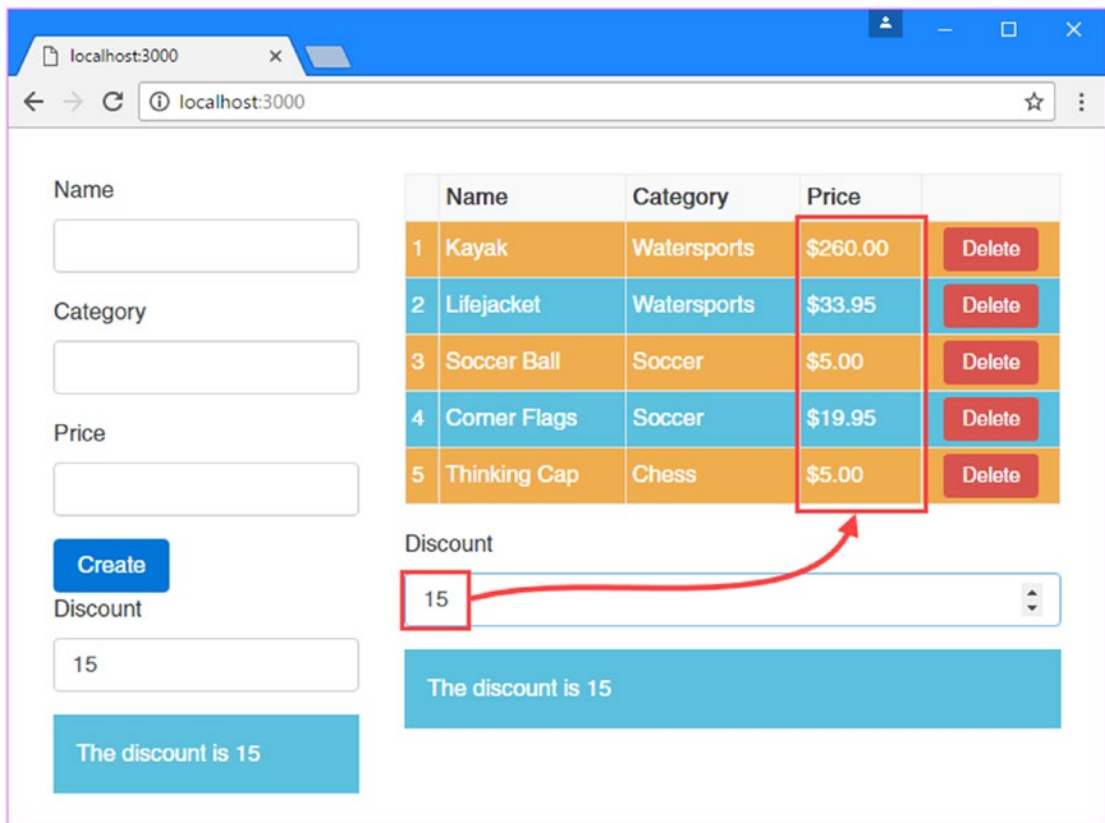 localhost:3000
localhost:3000
Name
Category
Price
Create
Discount
15
The discount is 15
Name Category Price
1 Kayak Watersports $260.00 Delete
2 Lifejacket Watersports $33.95 Delete
3 Soccer Ball Soccer $5.00 Delete
4 Corner Flags Soccer $19.95 Delete
5 Thinking Cap Chess $5.00 Delete
Discount
15
The discount is 15